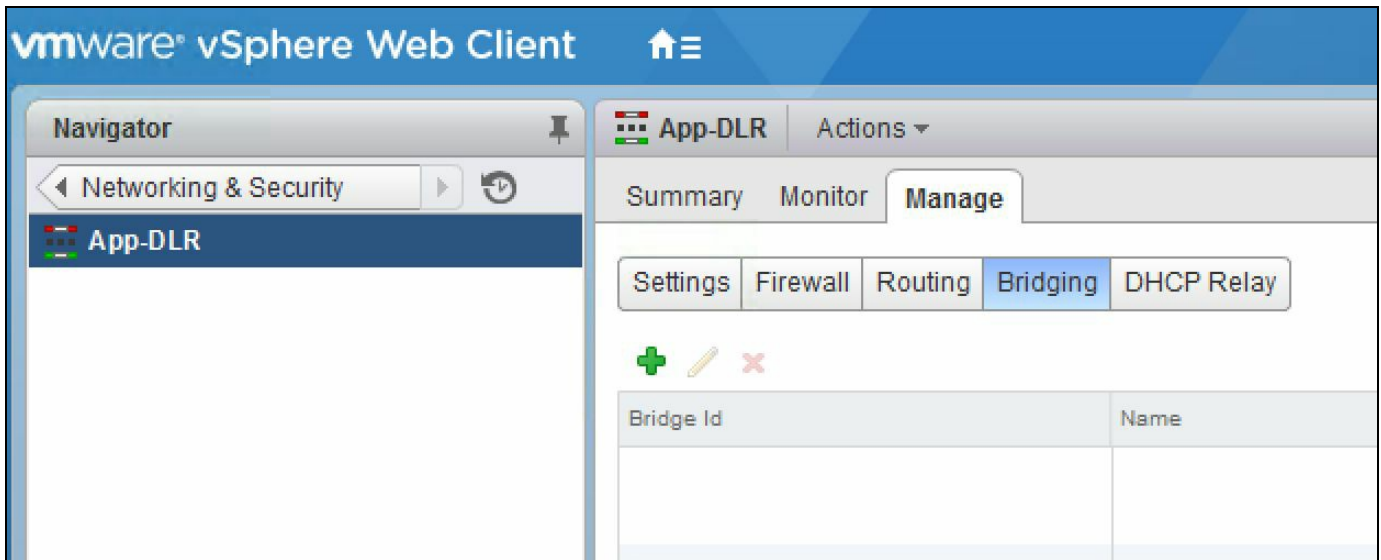 vmware® vSphere Web Client
Navigator
Networking & Security
App-DLR
App-DLR Actions
Summary Monitor Manage
Settings Firewall Routing Bridging DHCP Relay
Bridge Id Name